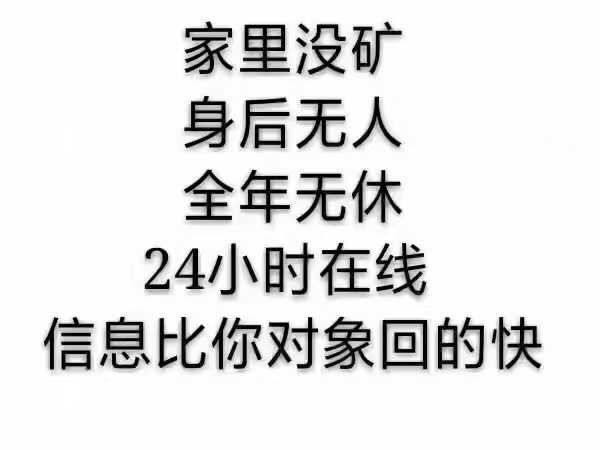 家里没矿
身后无人
全年无休
24小时在线
信息比你对象回的快